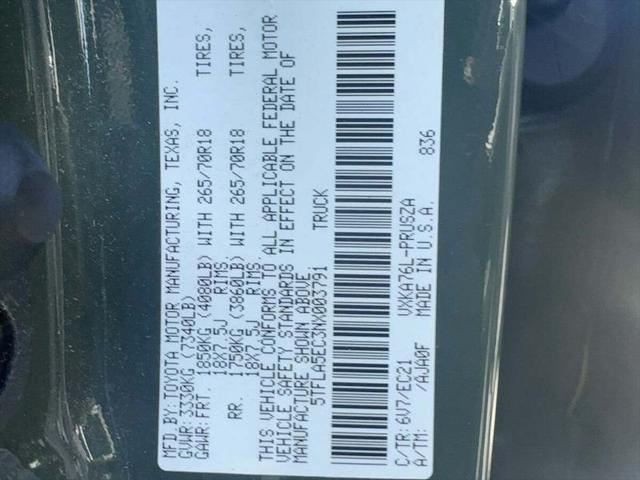 MFD.BY:TOYOTA MOTOR MANUFACTURING, TEXAS, INC.
GVWR:3330KG (7340LB)
GAWR:FRT. 1850KG (4080LB) WITH 265/70R18 TIRES,
18X7.5J RIMS
RR. 1750KG (3860LB) WITH 265/70R18 TIRES,
18X7.5J RIMS
THIS VEHICLE CONFORMS TO ALL APPLICABLE FEDERAL MOTOR
VEHICLE SAFETY STANDARDS IN EFFECT ON THE DATE OF
MANUFACTURE SHOWN ABOVE.
5TFLA5EC3NX003791 TRUCK
C/TR:6V7/EC21 VXKA76L-PRUSZA
A/TM: /AJA0F MADE IN U.S.A. 836